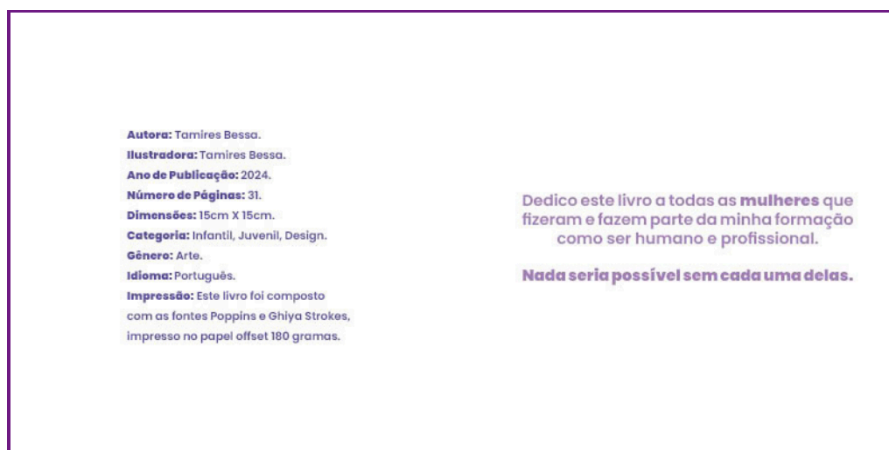 Autora: Tamires Bessa.
Ilustradora: Tamires Bessa.
Ano de Publicação: 2024.
Número de Páginas: 31.
Dimensões: 15cm X 15cm.
Categoria: Infantil, Juvenil, Design.
Gênero: Arte.
Idioma: Português.
Impressão: Este livro foi composto
com as fontes Poppins e Ghiya Strokes,
impresso no papel offset 180 gramas.
Dedico este livro a todas as mulheres que
fizeram e fazem parte da minha formação
como ser humano e profissional.
Nada seria possível sem cada uma delas.